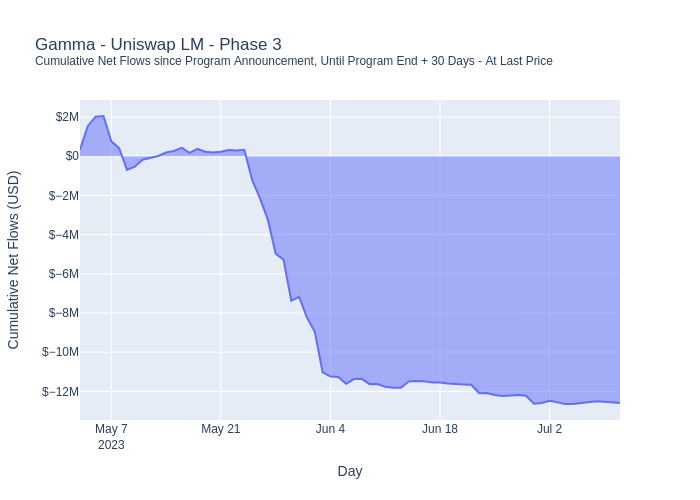 Gamma - Uniswap LM - Phase 3
Cumulative Net Flows since Program Announcement, Until Program End + 30 Days - At Last Price
$2M
$0
$−2M
$−4M
$−6M
$−8M
$−10M
$−12M
Cumulative Net Flows (USD)
May 7
2023
May 21
Jun 4
Jun 18
Jul 2
Day